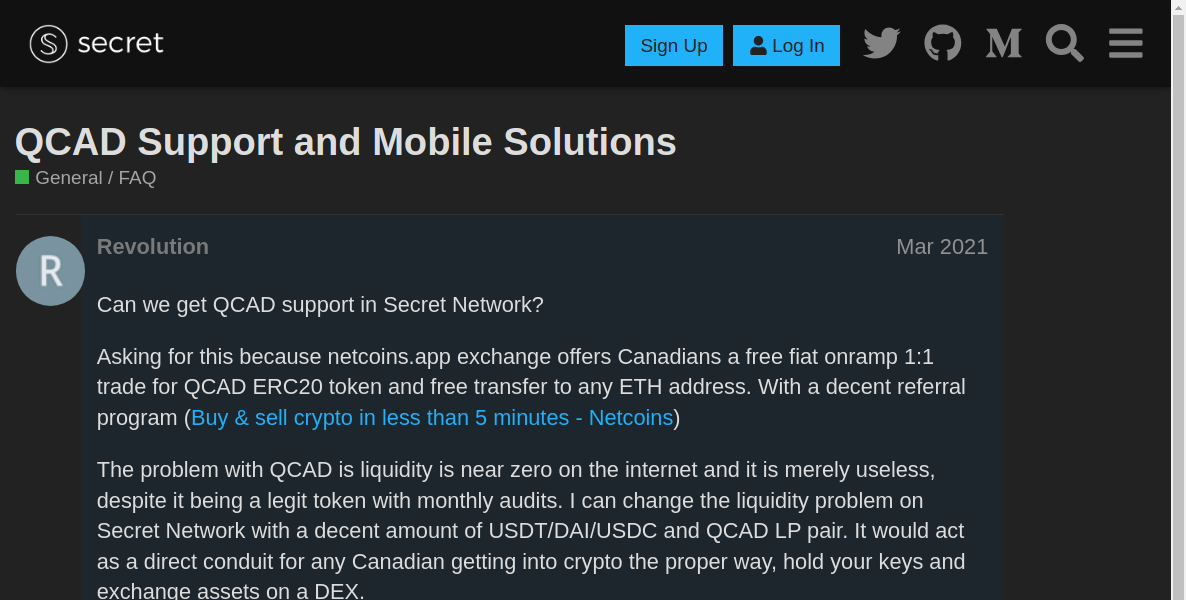 secret
Sign Up
Log In
QCAD Support and Mobile Solutions
General / FAQ
R
Revolution
Mar 2021
Can we get QCAD support in Secret Network?
Asking for this because netcoins.app exchange offers Canadians a free fiat onramp 1:1
trade for QCAD ERC20 token and free transfer to any ETH address. With a decent referral
program (Buy & sell crypto in less than 5 minutes - Netcoins)
The problem with QCAD is liquidity is near zero on the internet and it is merely useless,
despite it being a legit token with monthly audits. I can change the liquidity problem on
Secret Network with a decent amount of USDT/DAI/USDC and QCAD LP pair. It would act
as a direct conduit for any Canadian getting into crypto the proper way, hold your keys and
exchange assets on a DEX.